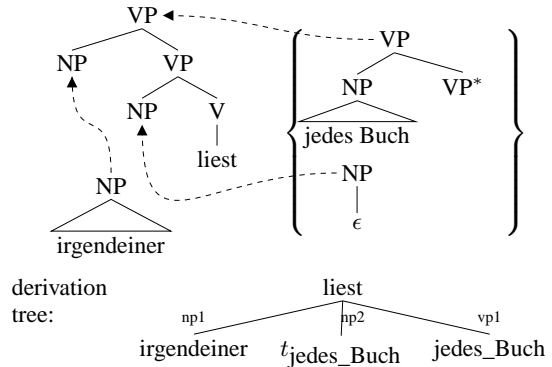 VP
VP
NP VP
NP VP*
NP V
jedes Buch
liest
NP
NP
ϵ
irgendeiner
derivation liest
tree:
np1 np2 vp1
irgendeiner tjedes_Buch jedes_Buch